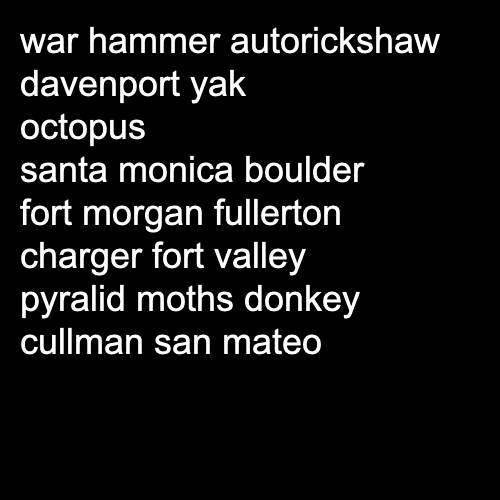 war hammer autorickshaw
davenport yak
octopus
santa monica boulder
fort morgan fullerton
charger fort valley
pyralid moths donkey
cullman san mateo